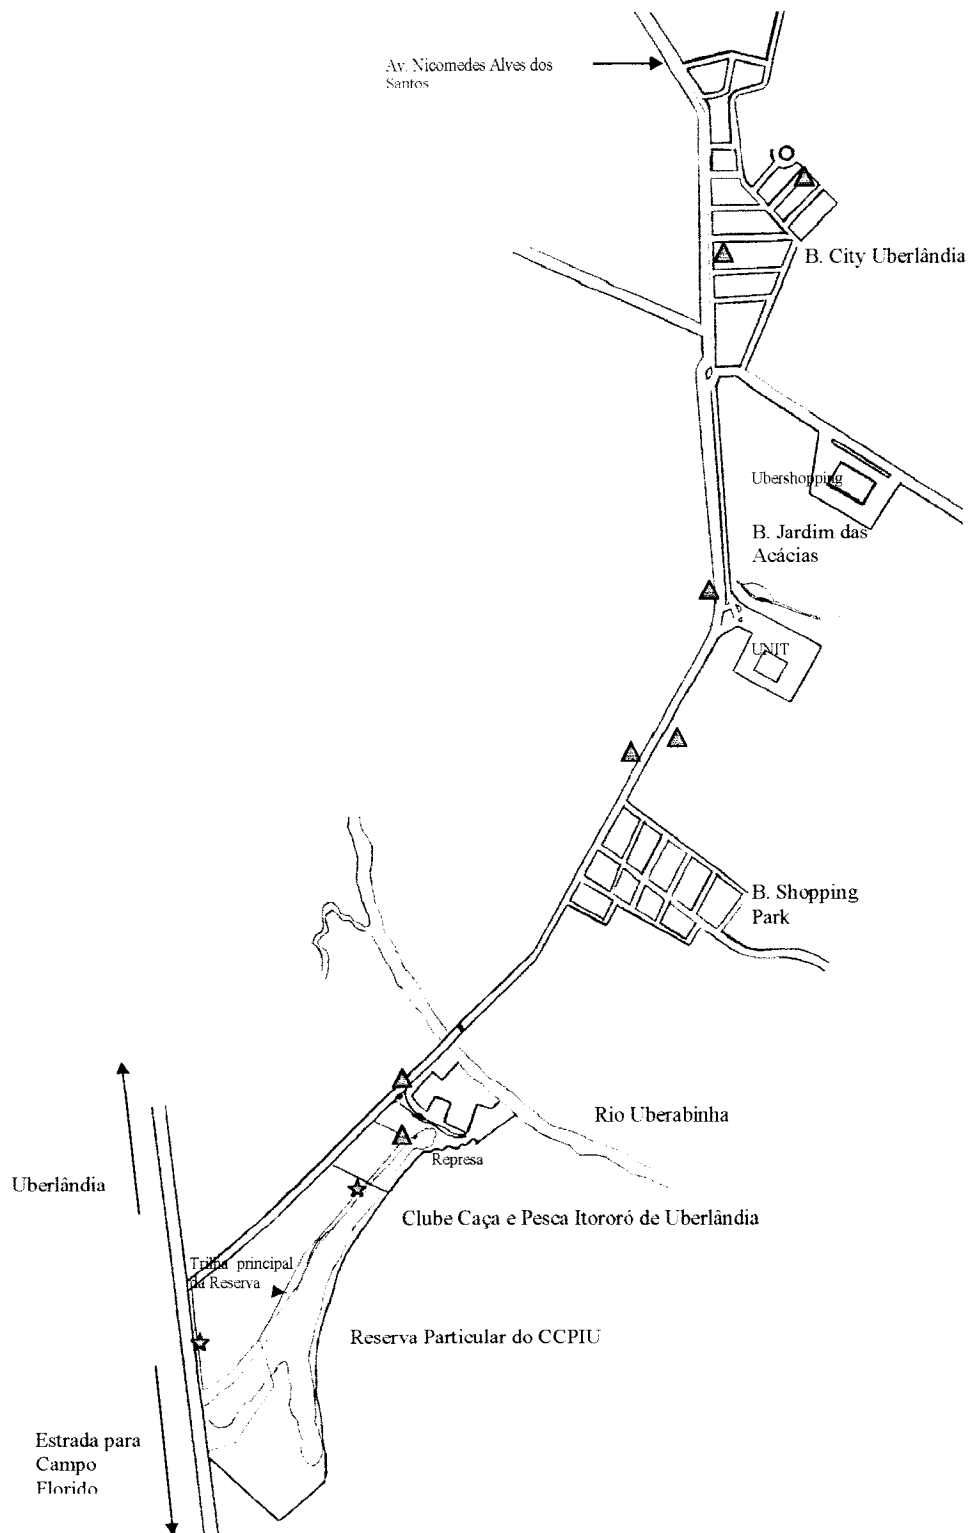 Av. Nicomedes Alves dos
Santos
B. City Uberlândia
Ubershopping
B. Jardim das
Acácias
UNIT
B. Shopping
Park
Rio Uberabinha
Represa
Uberlândia
Clube Caça e Pesca Itororó de Uberlândia
Trilha principal
da Reserva
Reserva Particular do CCPIU
Estrada para
Campo
Florido